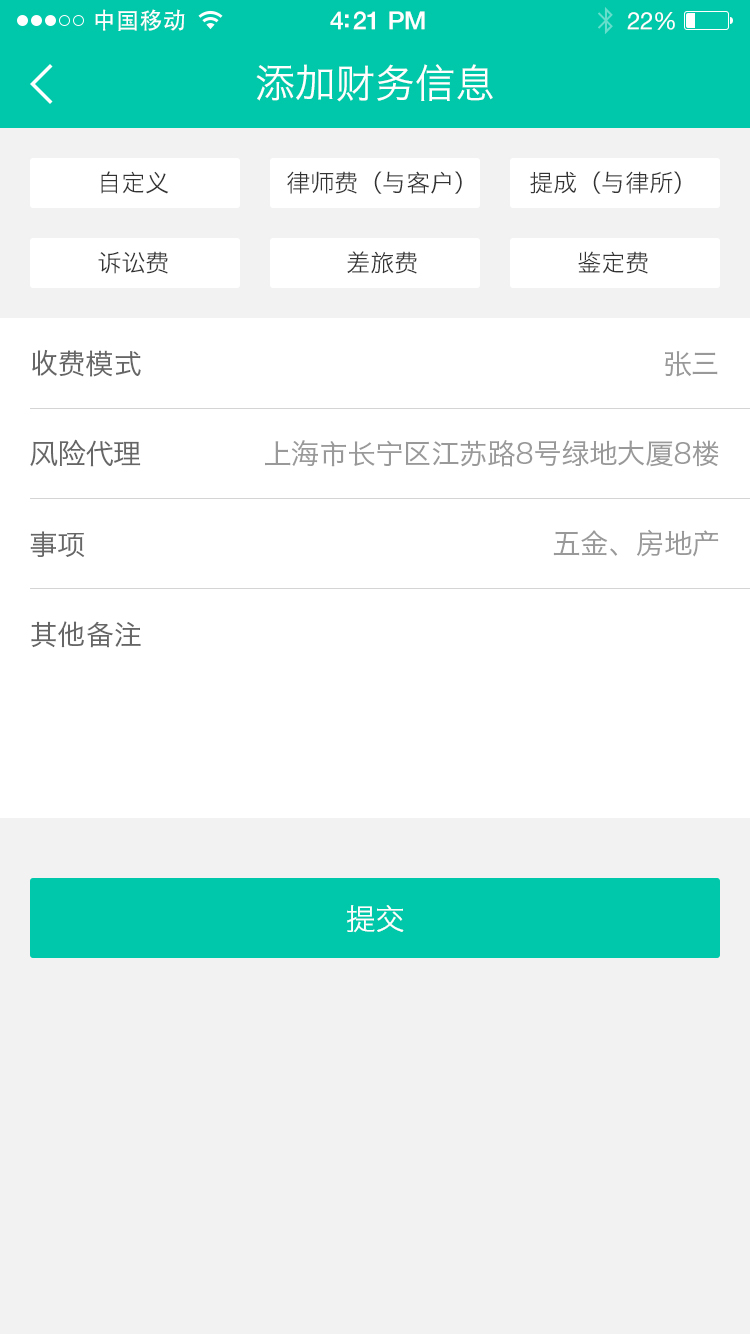 中国移动 4:21 PM 22%
添加财务信息
自定义 律师费（与客户） 提成（与律所）
诉讼费 差旅费 鉴定费
收费模式 张三
风险代理 上海市长宁区江苏路8号绿地大厦8楼
事项 五金、房地产
其他备注
提交